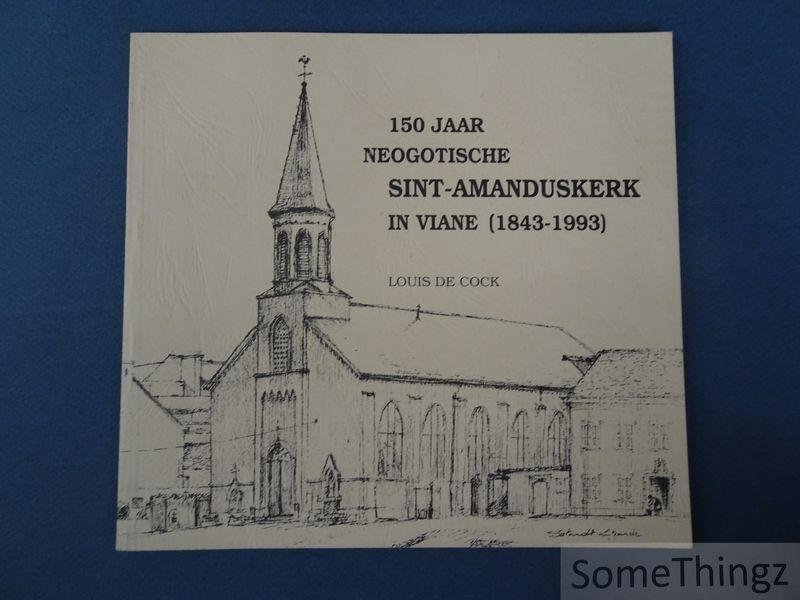 150 JAAR
NEOGOTISCHE
SINT-AMANDUSKERK
IN VIANE (1843-1993)
LOUIS DE COCK
SomeThingz